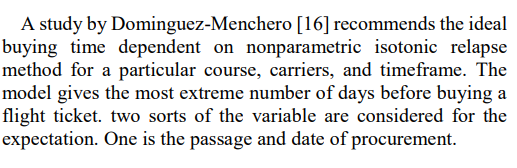 A study by Dominguez-Menchero [16] recommends the ideal
buying time dependent on nonparametric isotonic relapse
method for a particular course, carriers, and timeframe. The
model gives the most extreme number of days before buying a
flight ticket. two sorts of the variable are considered for the
expectation. One is the passage and date of procurement.